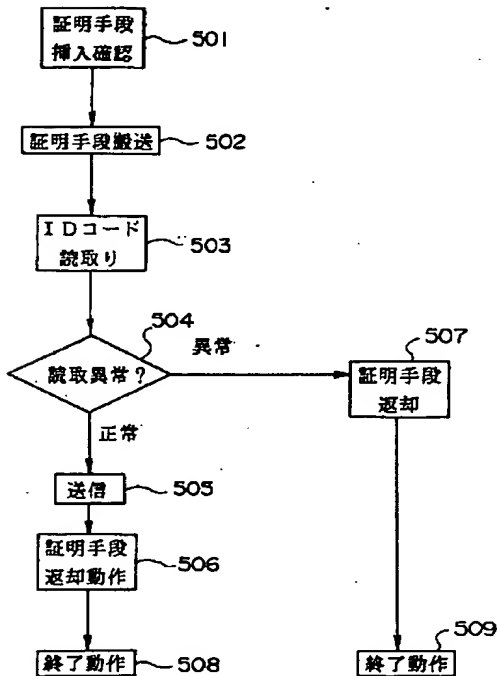 証明手段
挿入確認
501
証明手段搬送
502
IDコード
読取り
503
504
読取異常?
異常
507
証明手段
返却
正常
送信
505
証明手段
返却動作
506
終了動作
508
509
終了動作